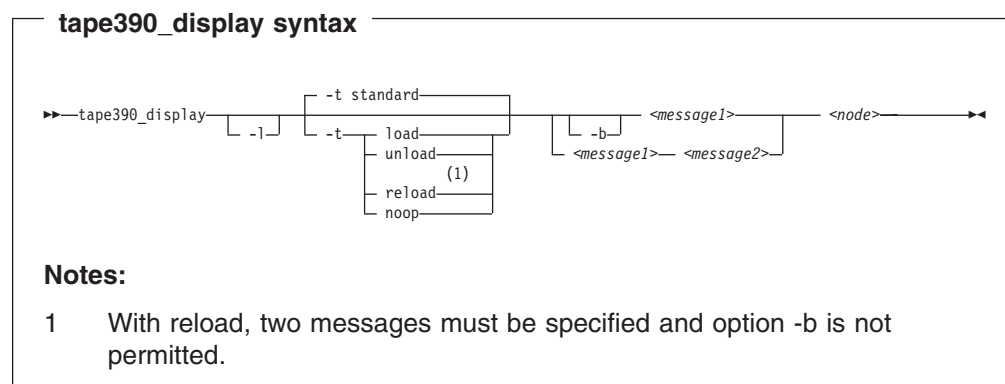 tape390_display syntax
-t standard
tape390_display -l -t load -b <message1> <node>
unload <message1> <message2>
(1)
reload
noop
Notes:
1 With reload, two messages must be specified and option -b is not
permitted.